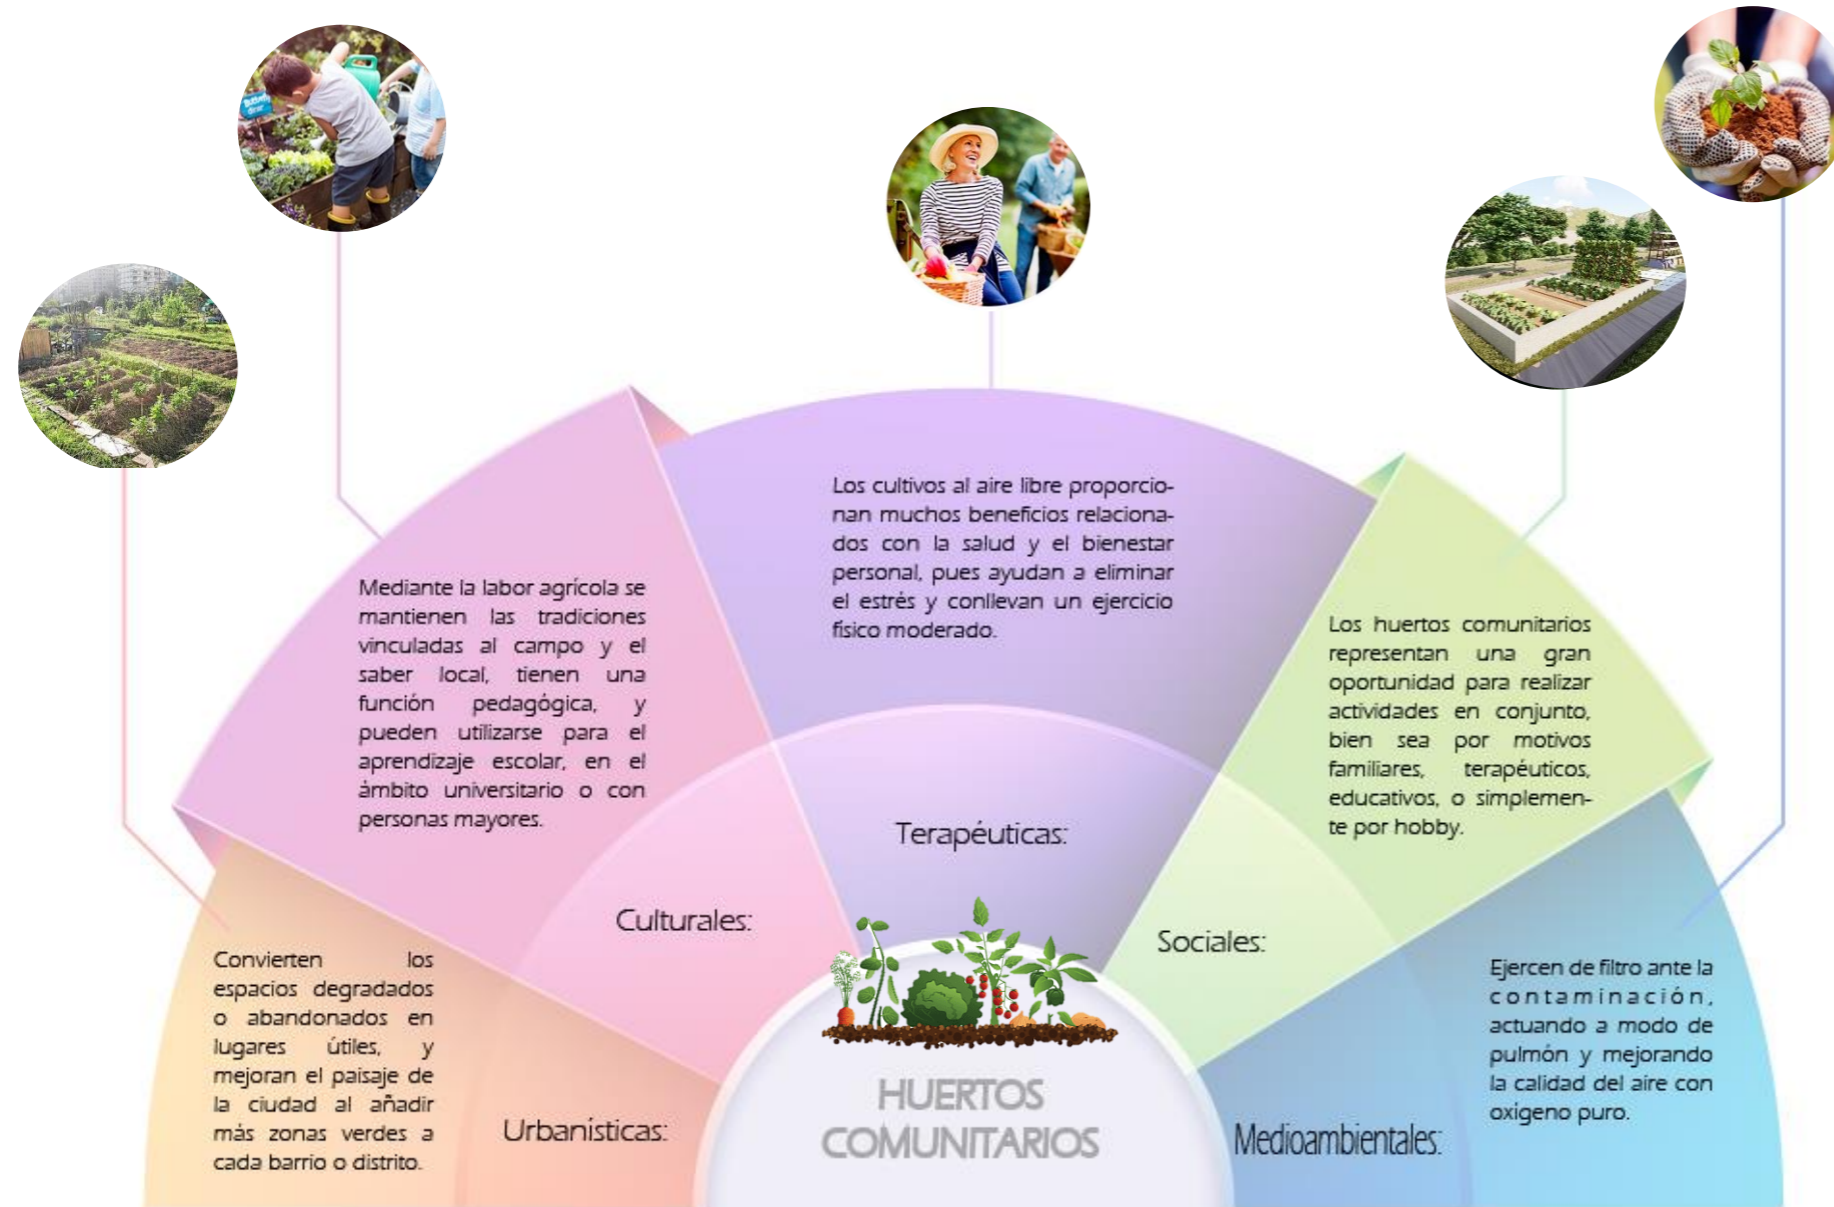 Convierten los
espacios degradados
o abandonados en
lugares útiles, y
mejoran el paisaje de
la ciudad al añadir
más zonas verdes a
cada barrio o distrito.
Urbanísticas:
Mediante la labor agrícola se
mantienen las tradiciones
vinculadas al campo y el
saber local, tienen una
función pedagógica, y
pueden utilizarse para el
aprendizaje escolar, en el
ámbito universitario o con
personas mayores.
Culturales:
Los cultivos al aire libre proporcio-
nan muchos beneficios relaciona-
dos con la salud y el bienestar
personal, pues ayudan a eliminar
el estrés y conllevan un ejercicio
físico moderado.
Terapéuticas:
Los huertos comunitarios
representan una gran
oportunidad para realizar
actividades en conjunto,
bien sea por motivos
familiares, terapéuticos,
educativos, o simplemen-
te por hobby.
Sociales:
Ejercen de filtro ante la
contaminación,
actuando a modo de
pulmón y mejorando
la calidad del aire con
oxigeno puro.
Medioambientales:
HUERTOS
COMUNITARIOS